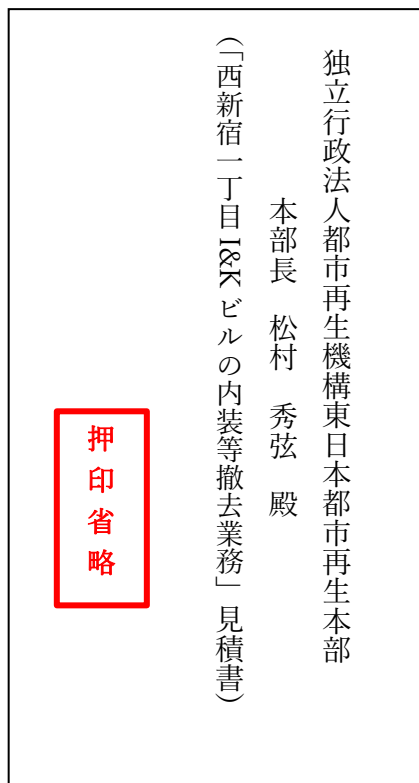 独立行政法人都市再生機構東日本都市再生本部
本部長　松村　秀弦　殿
（「西新宿一丁目I&Kビルの内装等撤去業務」見積書）
押印省略